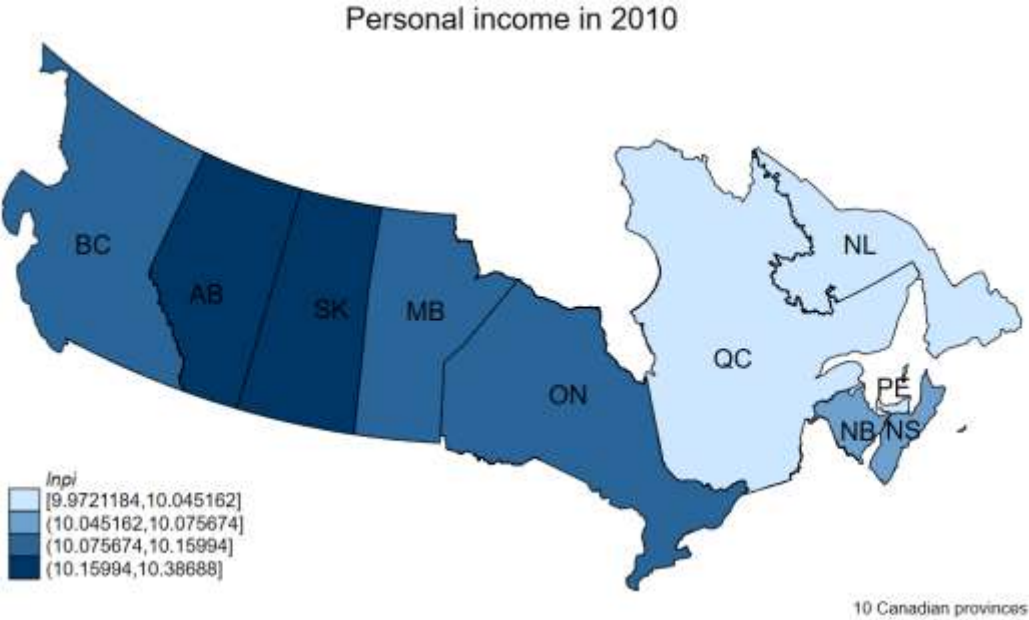 Personal income in 2010
BC
AB
SK
MB
ON
QC
NL
PE
NB
NS
lnpi
[9.9721184,10.045162]
(10.045162,10.075674]
(10.075674,10.15994]
(10.15994,10.38688]
10 Canadian provinces